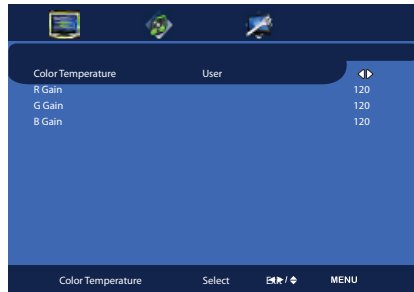 Color Temperature User
R Gain 120
G Gain 120
B Gain 120
Color Temperature Select / MENU